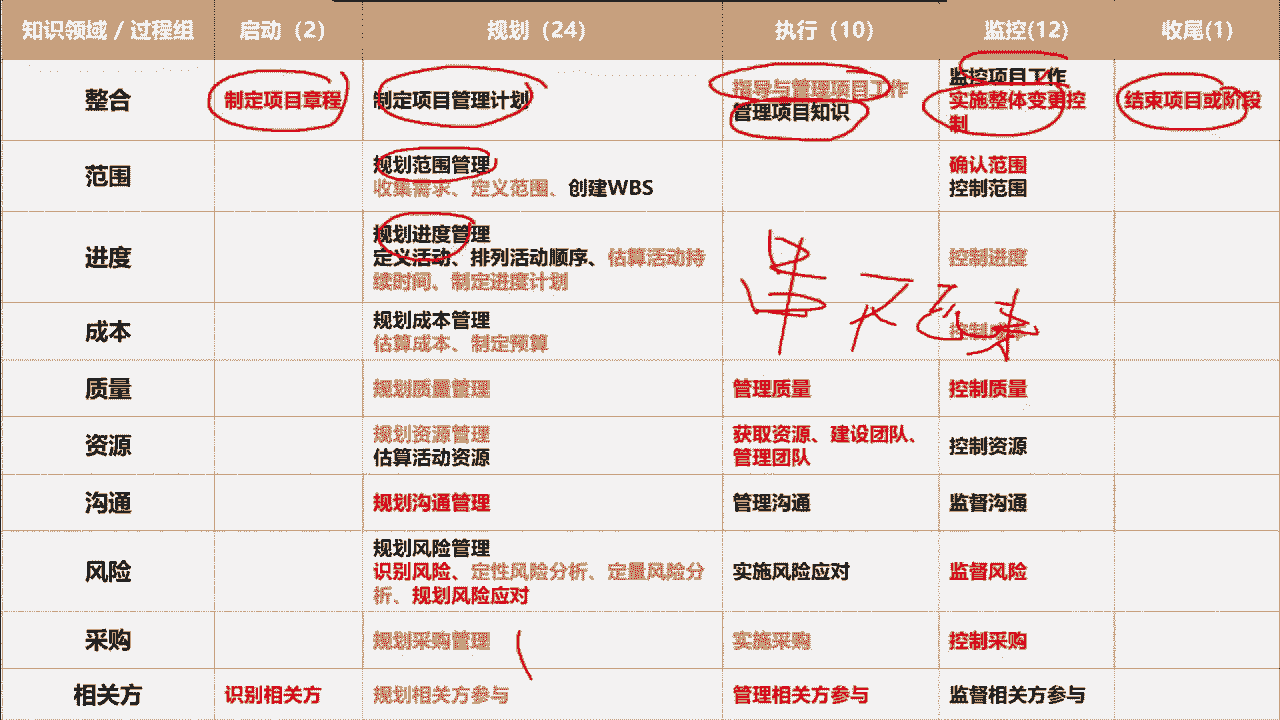 知识领域 / 过程组 启动（2） 规划（24） 执行（10） 监控(12) 收尾(1)
整合 制定项目章程 制定项目管理计划
指导与管理项目工作
管理项目知识
监控项目工作
实施整体变更控
制
结束项目或阶段
范围
规划范围管理
收集需求、定义范围、创建WBS
确认范围
控制范围
进度
规划进度管理
定义活动、排列活动顺序、估算活动持
续时间、制定进度计划
控制进度
成本
规划成本管理
估算成本、制定预算
控制成本
质量 规划质量管理 管理质量 控制质量
资源
规划资源管理
估算活动资源
获取资源、建设团队、
管理团队
控制资源
沟通 规划沟通管理 管理沟通 监督沟通
风险
规划风险管理
识别风险、定性风险分析、定量风险分
析、规划风险应对
实施风险应对 监督风险
采购 规划采购管理 实施采购 控制采购
相关方 识别相关方 规划相关方参与 管理相关方参与 监督相关方参与